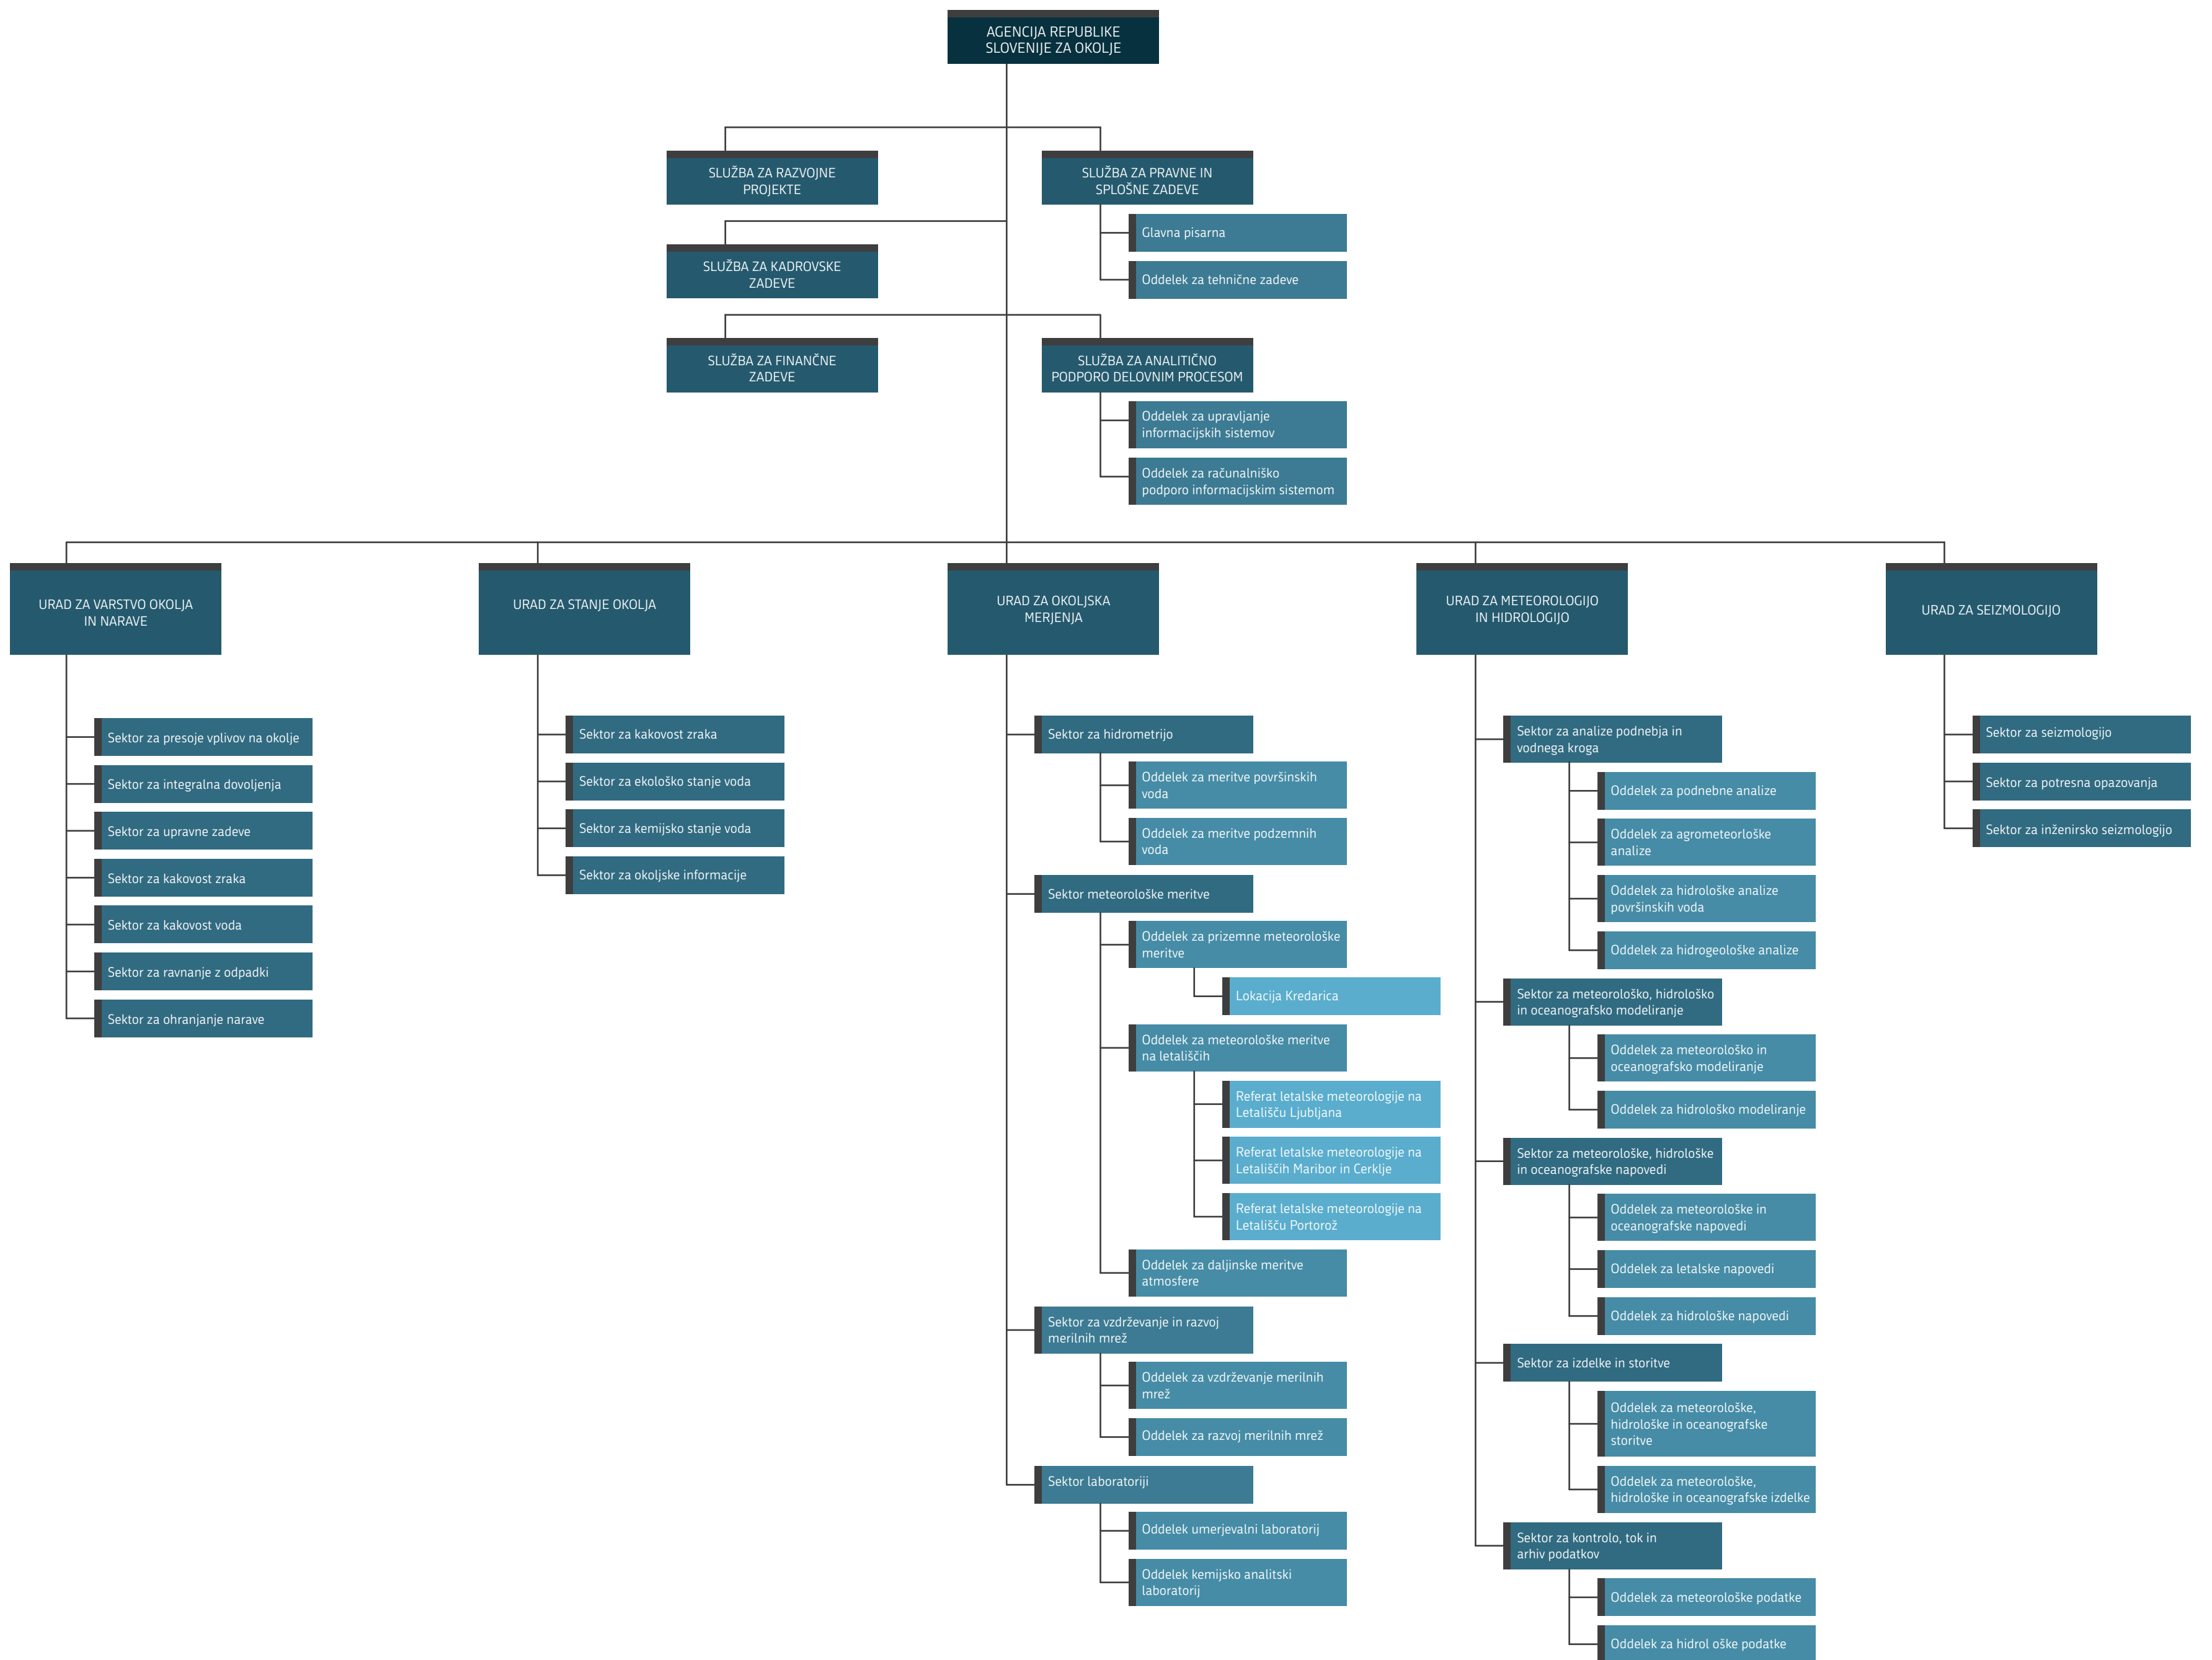 AGENCIJA REPUBLIKE
SLOVENIJE ZA OKOLJE
SLUŽBA ZA RAZVOJNE
PROJEKTE
SLUŽBA ZA PRAVNE IN
SPLOŠNE ZADEVE
Glavna pisarna
Oddelek za tehnične zadeve
SLUŽBA ZA KADROVSKE
ZADEVE
SLUŽBA ZA FINANČNE
ZADEVE
SLUŽBA ZA ANALITIČNO
PODPORO DELOVNIM PROCESOM
Oddelek za upravljanje
informacijskih sistemov
Oddelek za računalniško
podporo informacijskim sistemom
URAD ZA VARSTVO OKOLJA
IN NARAVE
Sektor za presoje vplivov na okolje
Sektor za integralna dovoljenja
Sektor za upravne zadeve
Sektor za kakovost zraka
Sektor za kakovost voda
Sektor za ravnanje z odpadki
Sektor za ohranjanje narave
URAD ZA STANJE OKOLJA
Sektor za kakovost zraka
Sektor za ekološko stanje voda
Sektor za kemijsko stanje voda
Sektor za okoljske informacije
URAD ZA OKOLJSKA
MERJENJA
Sektor za hidrometrijo
Oddelek za meritve površinskih
voda
Oddelek za meritve podzemnih
voda
Sektor meteorološke meritve
Oddelek za prizemne meteorološke
meritve
Lokacija Kredarica
Oddelek za meteorološke meritve
na letališčih
Referat letalske meteorologije na
Letališču Ljubljana
Referat letalske meteorologije na
Letališčih Maribor in Cerklje
Referat letalske meteorologije na
Letališču Portorož
Oddelek za daljinske meritve
atmosfere
Sektor za vzdrževanje in razvoj
merilnih mrež
Oddelek za vzdrževanje merilnih
mrež
Oddelek za razvoj merilnih mrež
Sektor laboratoriji
Oddelek umerjevalni laboratorij
Oddelek kemijsko analitski
laboratorij
URAD ZA METEOROLOGIJO
IN HIDROLOGIJO
Sektor za analize podnebja in
vodnega kroga
Oddelek za podnebne analize
Oddelek za agrometeorloške
analize
Oddelek za hidrološke analize
površinskih voda
Oddelek za hidrogeološke analize
Sektor za meteorološko, hidrološko
in oceanografsko modeliranje
Oddelek za meteorološko in
oceanografsko modeliranje
Oddelek za hidrološko modeliranje
Sektor za meteorološke, hidrološke
in oceanografske napovedi
Oddelek za meteorološke in
oceanografske napovedi
Oddelek za letalske napovedi
Oddelek za hidrološke napovedi
Sektor za izdelke in storitve
Oddelek za meteorološke,
hidrološke in oceanografske
storitve
Oddelek za meteorološke,
hidrološke in oceanografske izdelke
Sektor za kontrolo, tok in
arhiv podatkov
Oddelek za meteorološke podatke
Oddelek za hidrol oške podatke
URAD ZA SEIZMOLOGIJO
Sektor za seizmologijo
Sektor za potresna opazovanja
Sektor za inženirsko seizmologijo